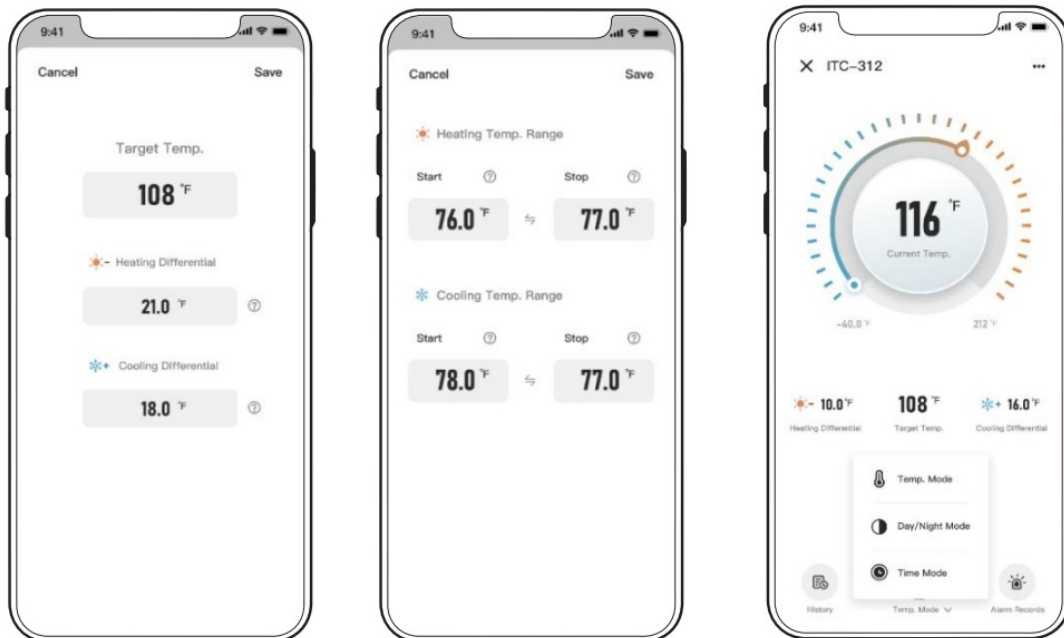 9:41
Cancel Save
Target Temp.
108 °F
Heating Differential
21.0 °F ?
Cooling Differential
18.0 °F ?
9:41
Cancel Save
Heating Temp. Range
Start ? Stop ?
76.0 °F 77.0 °F
Cooling Temp. Range
Start ? Stop ?
78.0 °F 77.0 °F
9:41
ITC-312
116 °F
Current Temp.
-40.0 °F 212 °F
10.0 °F 108 °F 16.0 °F
Heating Differential Target Temp. Cooling Differential
Temp. Mode
Day/Night Mode
Time Mode
History Temp. Mode Alarm Records